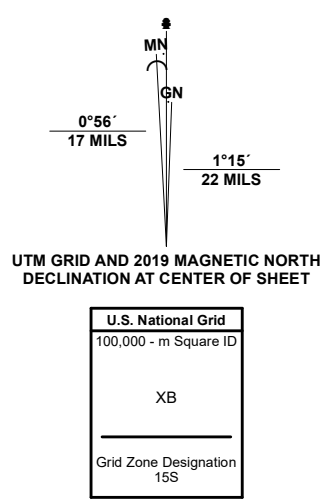 MN
GN
0°56´
17 MILS
1°15´
22 MILS
UTM GRID AND 2019 MAGNETIC NORTH
DECLINATION AT CENTER OF SHEET
U.S. National Grid
100,000 - m Square ID
XB
Grid Zone Designation
15S